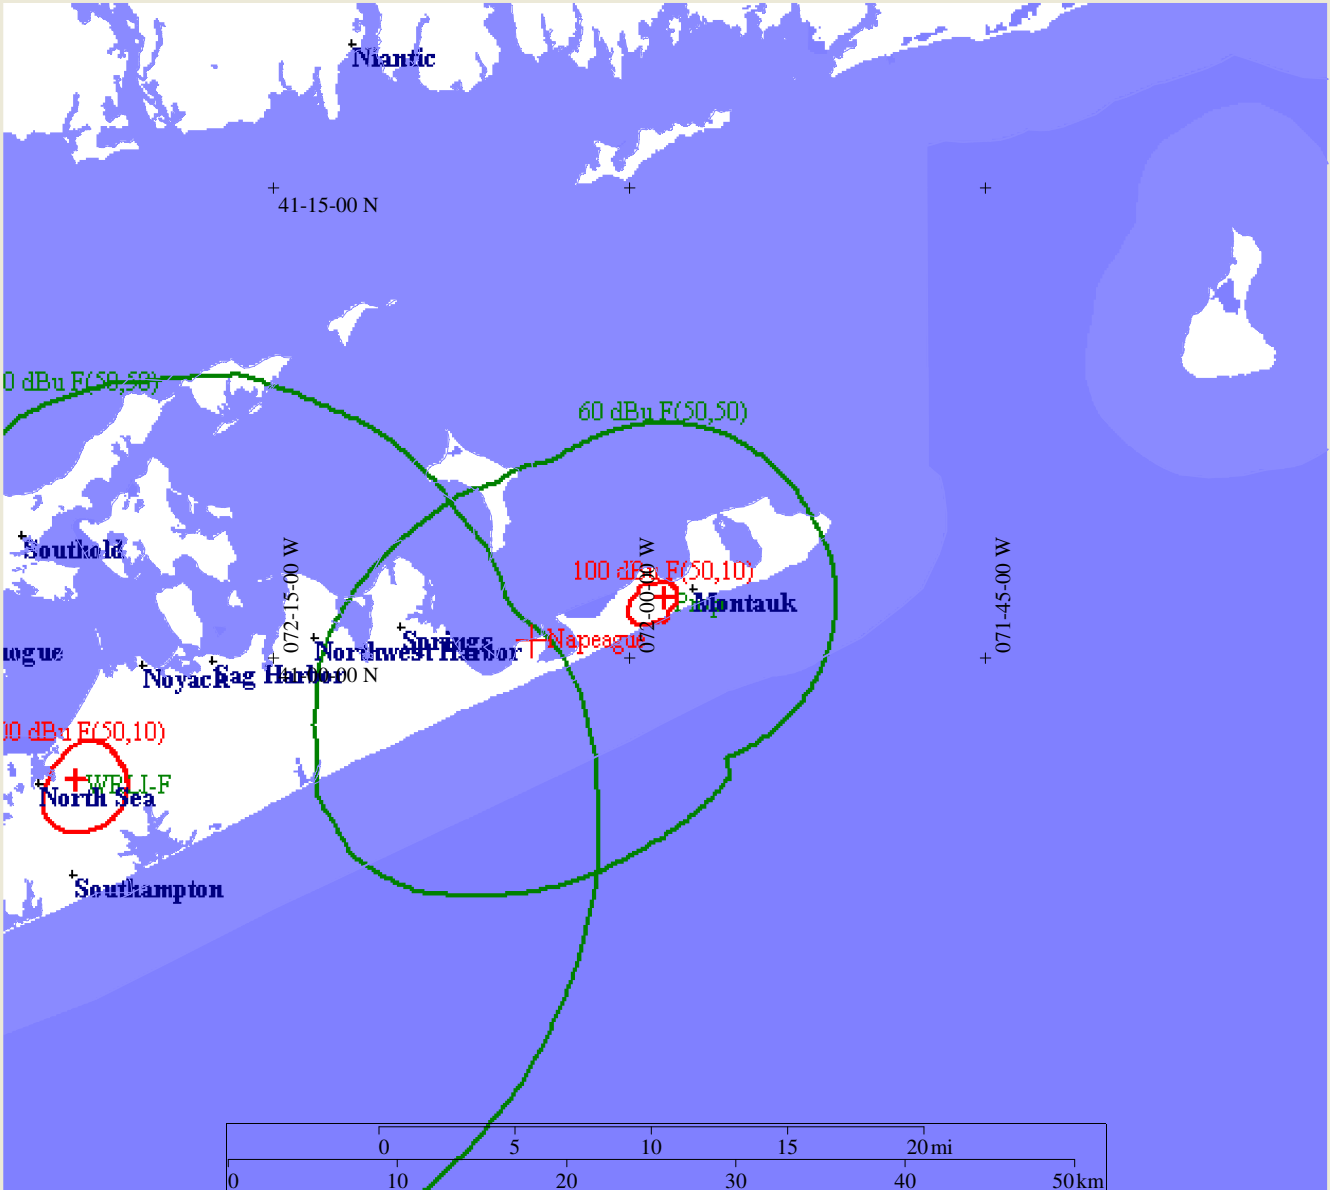 Niantic
41-15-00 N
0 dBu F(50,50)
60 dBu F(50,50)
Southold
072-15-00 W
072-00-00 W
071-45-00 W
100 dBu F(50,10)
Montauk
Springs
Napeague
Northwest Harbor
ogue
Noyack
Sag Harbor
00 N
00 dBu F(50,10)
North Sea
Southampton
0 5 10 15 20 mi
0 10 20 30 40 50 km